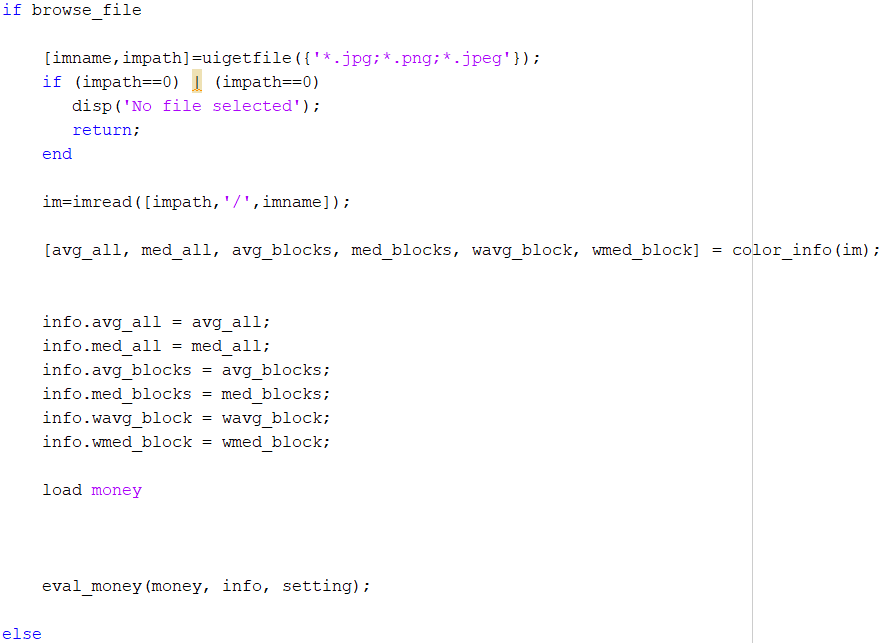 if browse_file
[imname,impath]=uigetfile({'*.jpg;*.png;*.jpeg'});
if (impath==0) | (impath==0)
disp('No file selected');
return;
end
im=imread([impath,'/',imname]);
[avg_all, med_all, avg_blocks, med_blocks, wavg_block, wmed_block] = color_info(im);
info.avg_all = avg_all;
info.med_all = med_all;
info.avg_blocks = avg_blocks;
info.med_blocks = med_blocks;
info.wavg_block = wavg_block;
info.wmed_block = wmed_block;
load money
eval_money(money, info, setting);
else